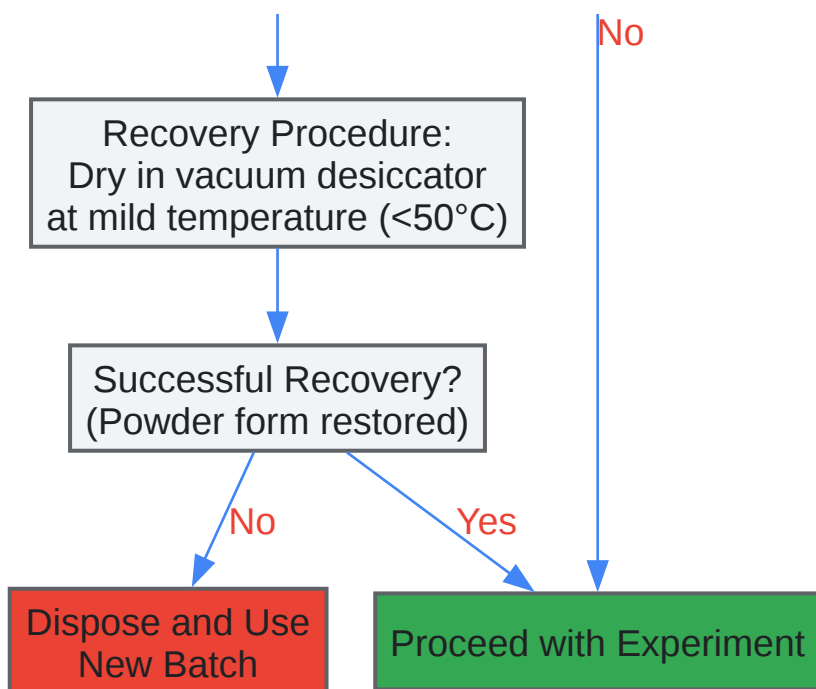 No
Recovery Procedure:
Dry in vacuum desiccator
at mild temperature (<50°C)
Successful Recovery?
(Powder form restored)
No
Yes
Dispose and Use
New Batch
Proceed with Experiment